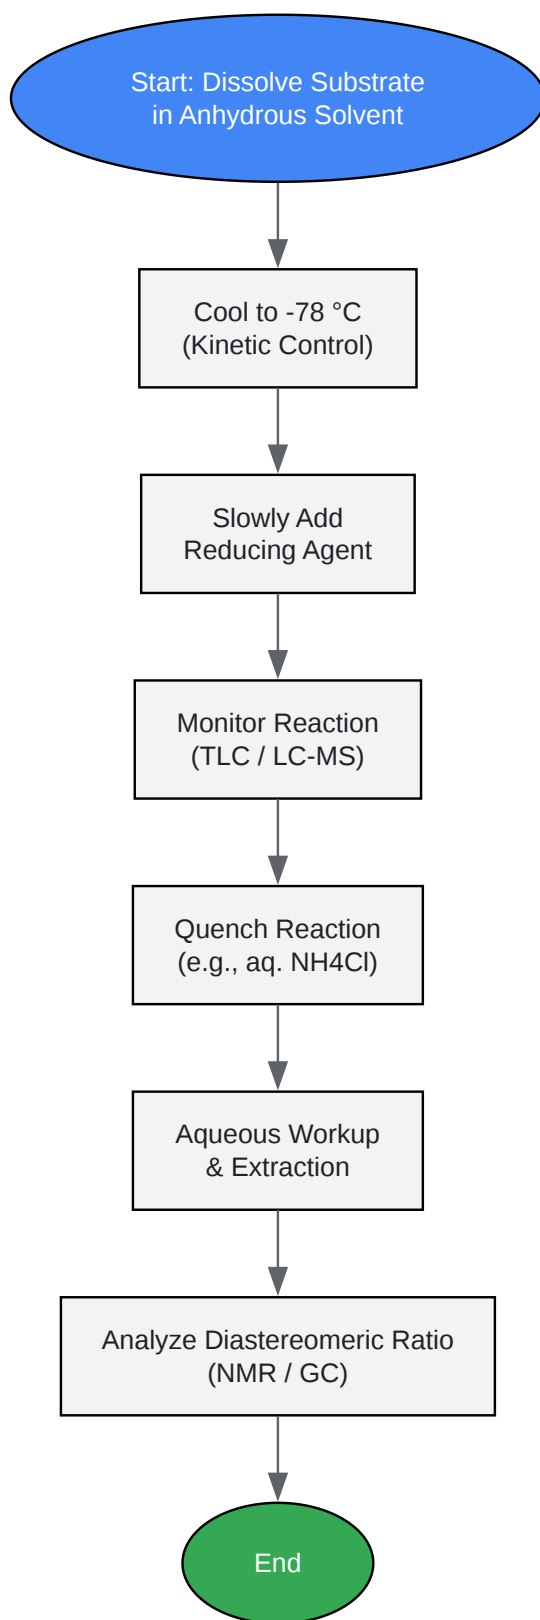 Start: Dissolve Substrate
in Anhydrous Solvent
Cool to -78 °C
(Kinetic Control)
Slowly Add
Reducing Agent
Monitor Reaction
(TLC / LC-MS)
Quench Reaction
(e.g., aq. NH4Cl)
Aqueous Workup
& Extraction
Analyze Diastereomeric Ratio
(NMR / GC)
End